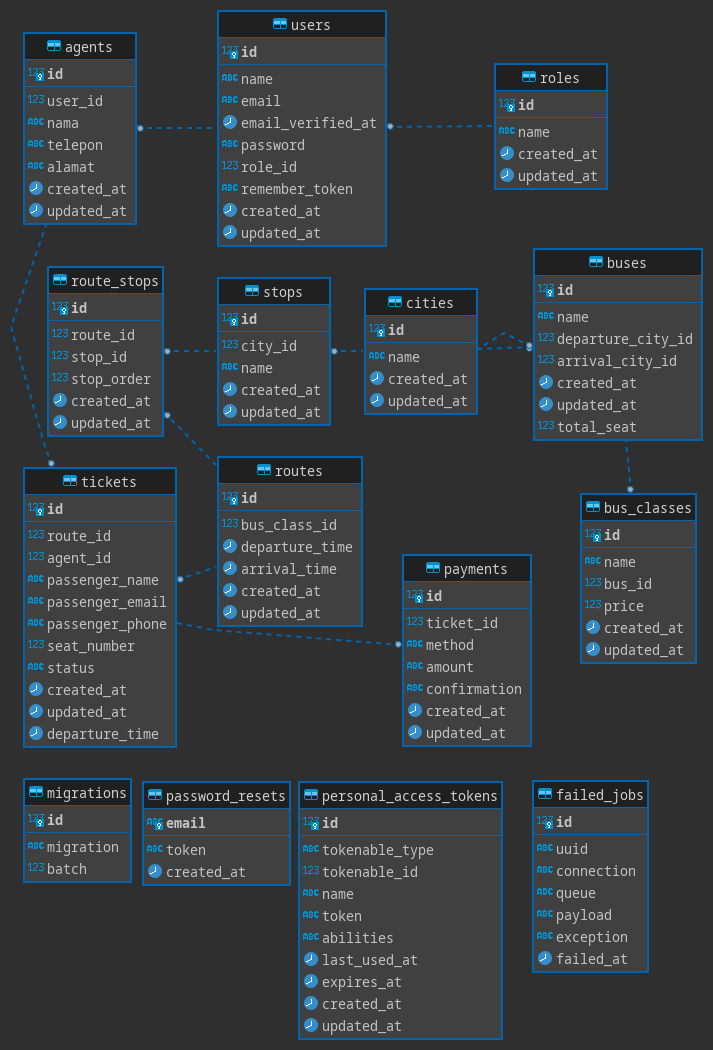 agents
id
user_id
nama
telepon
alamat
created_at
updated_at
users
id
name
email
email_verified_at
password
role_id
remember_token
created_at
updated_at
roles
id
name
created_at
updated_at
route_stops
id
route_id
stop_id
stop_order
created_at
updated_at
stops
id
city_id
name
created_at
updated_at
cities
id
name
created_at
updated_at
buses
id
name
departure_city_id
arrival_city_id
created_at
updated_at
total_seat
tickets
id
route_id
agent_id
passenger_name
passenger_email
passenger_phone
seat_number
status
created_at
updated_at
departure_time
routes
id
bus_class_id
departure_time
arrival_time
created_at
updated_at
payments
id
ticket_id
method
amount
confirmation
created_at
updated_at
bus_classes
id
name
bus_id
price
created_at
updated_at
migrations
id
migration
batch
password_resets
email
token
created_at
personal_access_tokens
id
tokenable_type
tokenable_id
name
token
abilities
last_used_at
expires_at
created_at
updated_at
failed_jobs
id
uuid
connection
queue
payload
exception
failed_at